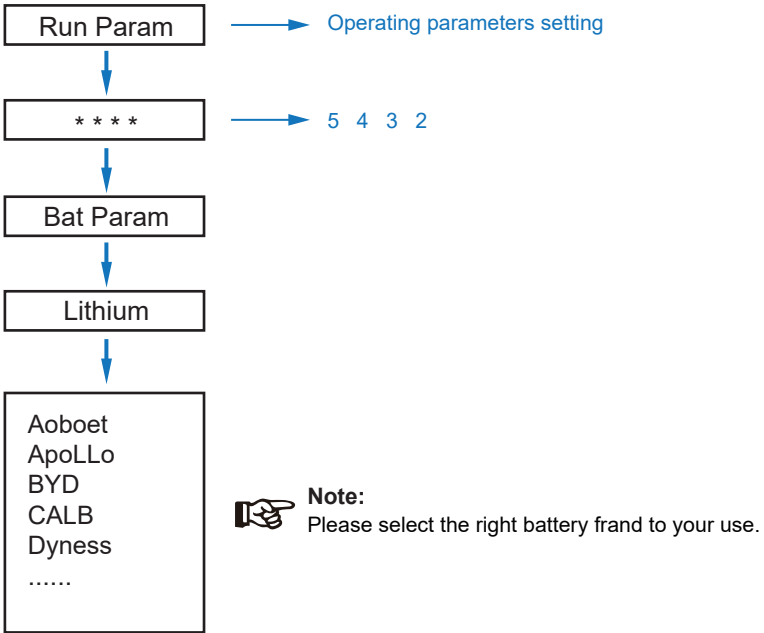 Run Param
Operating parameters setting
* * * *
5 4 3 2
Bat Param
Lithium
Aoboet
ApoLLo
BYD
CALB
Dyness
......
Note:
Please select the right battery frand to your use.